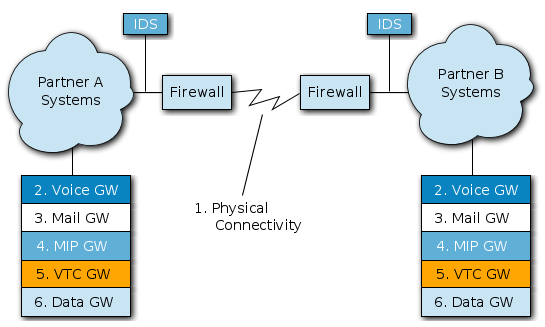 IDS
IDS
Partner A
Systems
Firewall
Firewall
Partner B
Systems
1. Physical
Connectivity
2. Voice GW
3. Mail GW
4. MIP GW
5. VTC GW
6. Data GW
2. Voice GW
3. Mail GW
4. MIP GW
5. VTC GW
6. Data GW